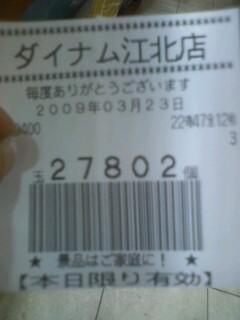 ダイナム江北店
毎度ありがとうございます
2009年03月23日
22時47分12秒
3
玉 27802 個
★ 景品はご家庭に! ★
【本日限り有効】